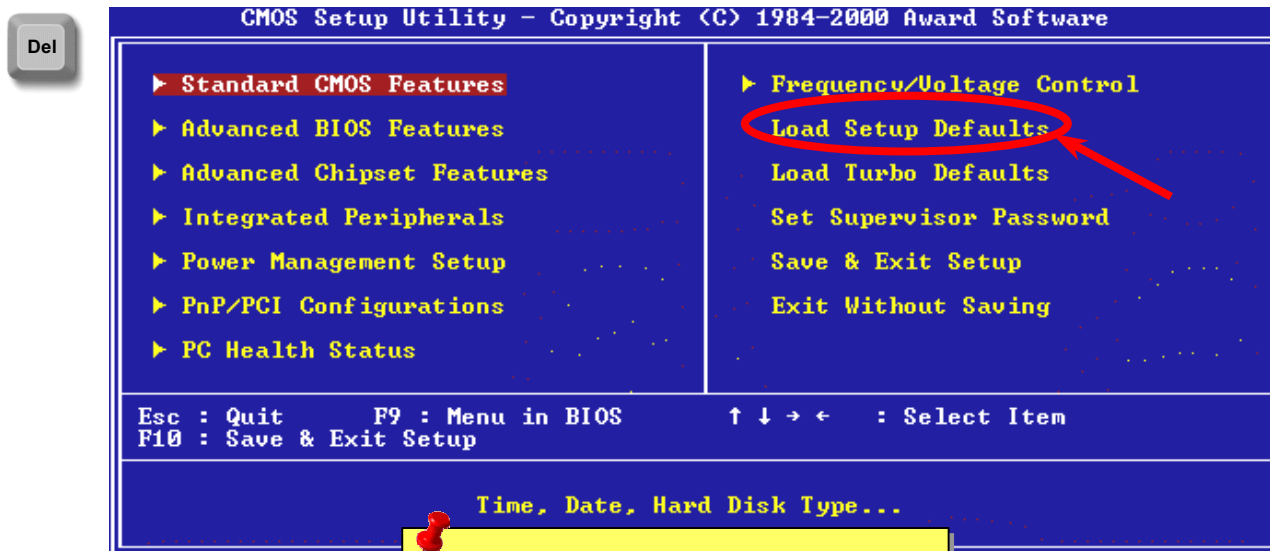 Del
CMOS Setup Utility – Copyright (C) 1984–2000 Award Software
Standard CMOS Features
Advanced BIOS Features
Advanced Chipset Features
Integrated Peripherals
Power Management Setup
PnP/PCI Configurations
PC Health Status
Frequency/Voltage Control
Load Setup Defaults
Load Turbo Defaults
Set Supervisor Password
Save & Exit Setup
Exit Without Saving
Esc : Quit F9 : Menu in BIOS ↑ ↓ → ← : Select Item
F10 : Save & Exit Setup
Time, Date, Hard Disk Type...